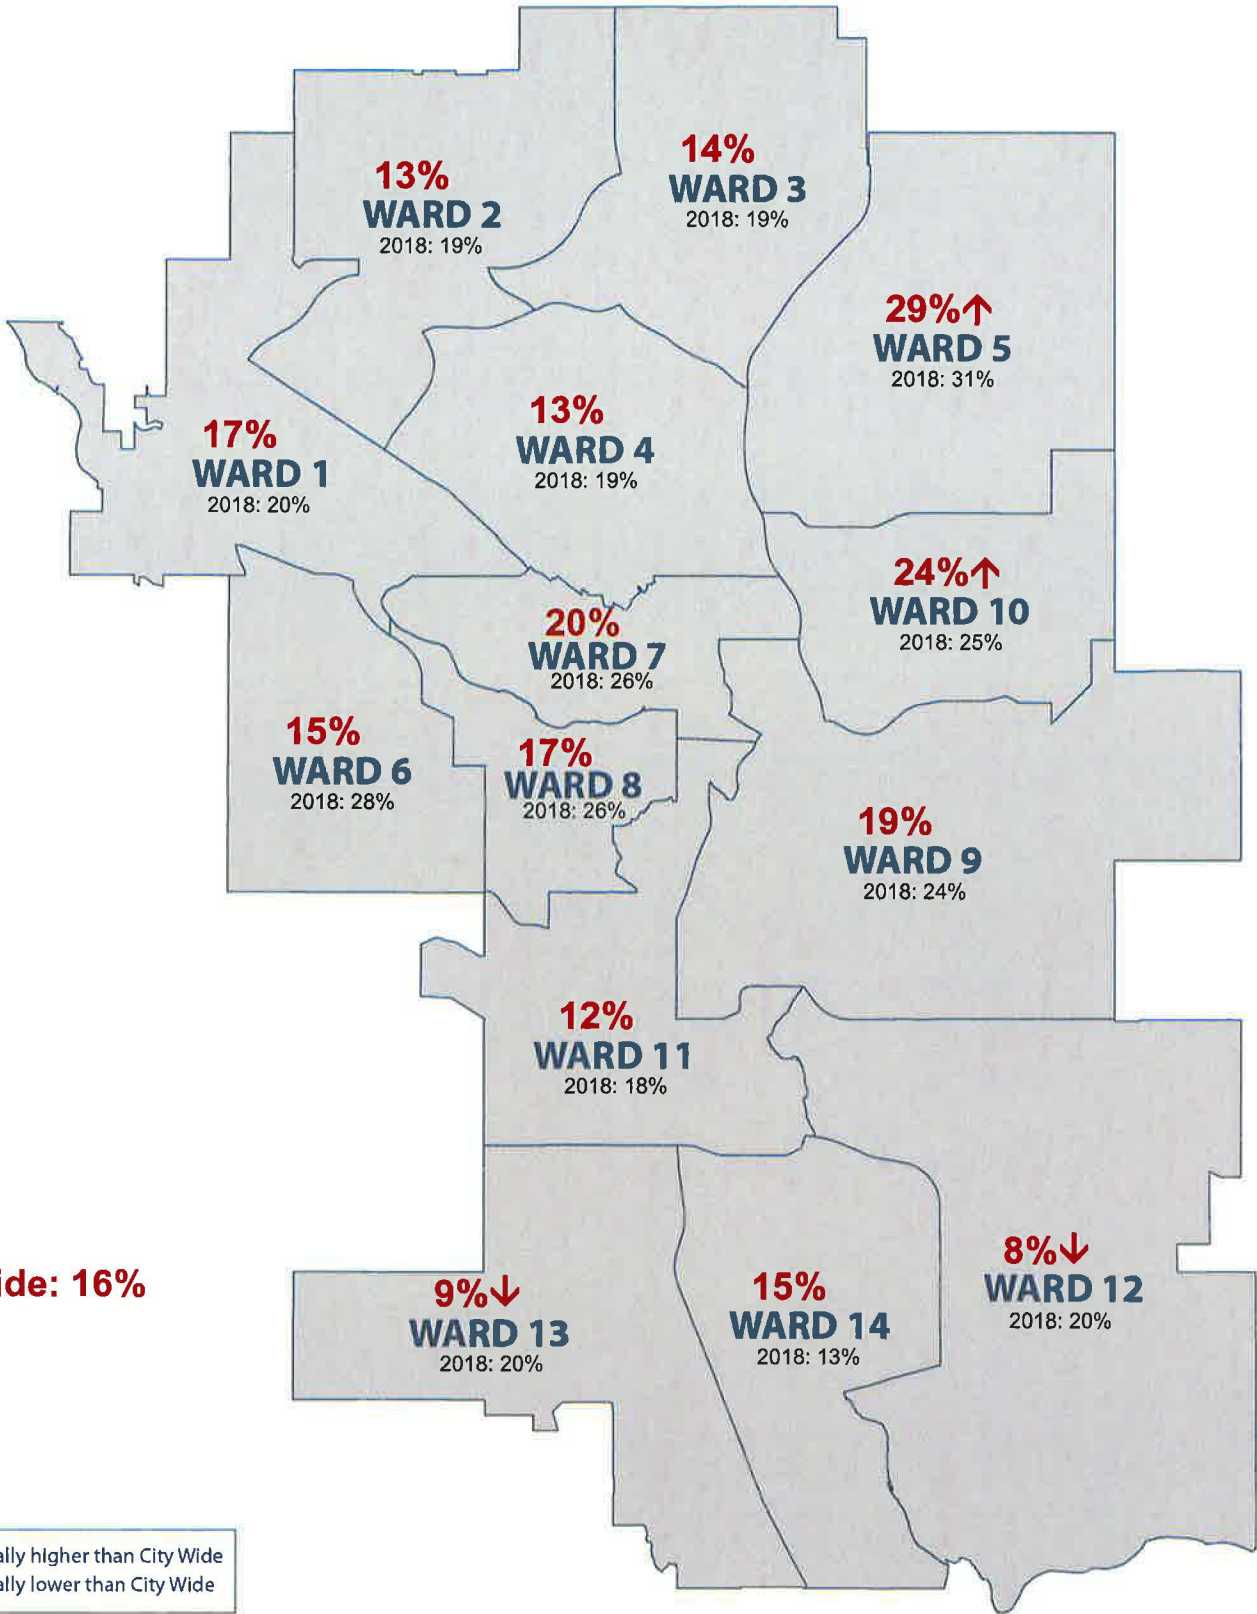 13%
WARD 2
2018: 19%
14%
WARD 3
2018: 19%
29%↑
WARD 5
2018: 31%
17%
WARD 1
2018: 20%
13%
WARD 4
2018: 19%
24%↑
WARD 10
2018: 25%
20%
WARD 7
2018: 26%
15%
WARD 6
2018: 28%
17%
WARD 8
2018: 26%
19%
WARD 9
2018: 24%
12%
WARD 11
2018: 18%
ide: 16%
9%↓
WARD 13
2018: 20%
15%
WARD 14
2018: 13%
8%↓
WARD 12
2018: 20%
ally higher than City Wide
ally lower than City Wide